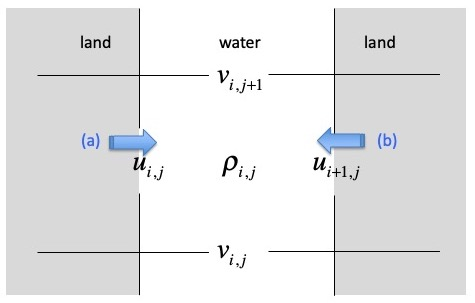 land water land
v_{i,j+1}
(a) (b)
u_{i,j} ρ_{i,j} u_{i+1,j}
v_{i,j}